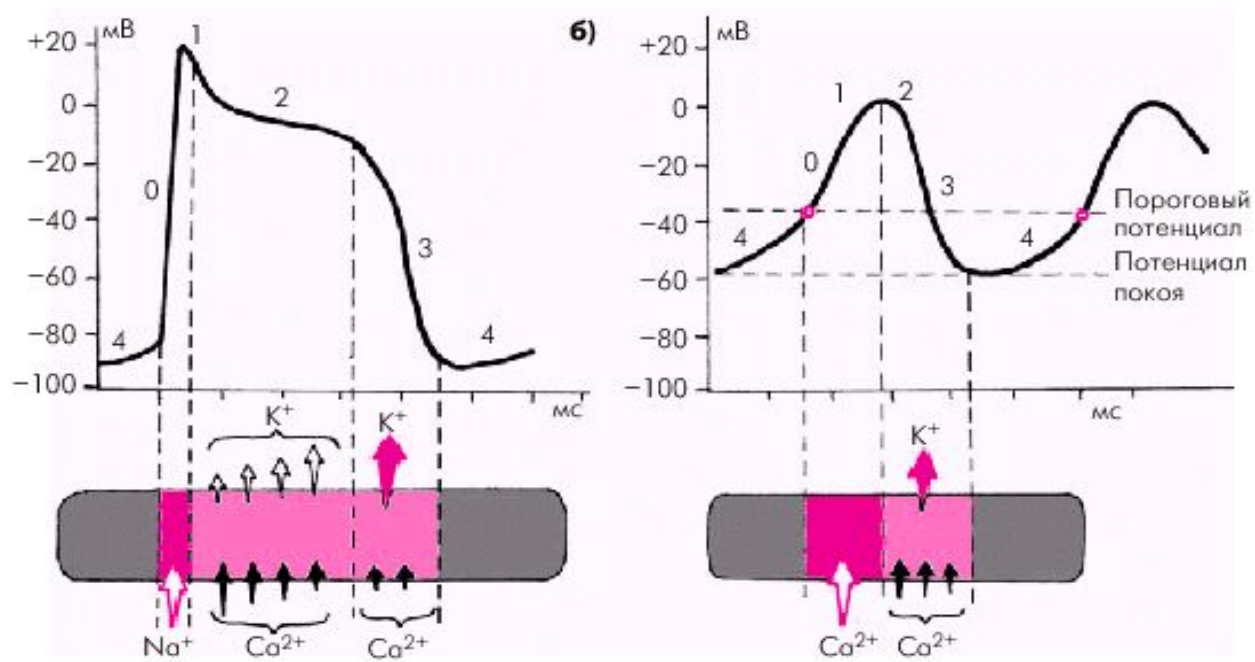 мВ
+20
0
−20
−40
−60
−80
−100
1
2
0
3
4
4
мс
K⁺
K⁺
Na⁺
Ca²⁺
Ca²⁺
б)
мВ
+20
0
−20
−40
−60
−80
−100
1
2
0
3
4
4
Пороговый
потенциал
Потенциал
покоя
мс
K⁺
Ca²⁺
Ca²⁺